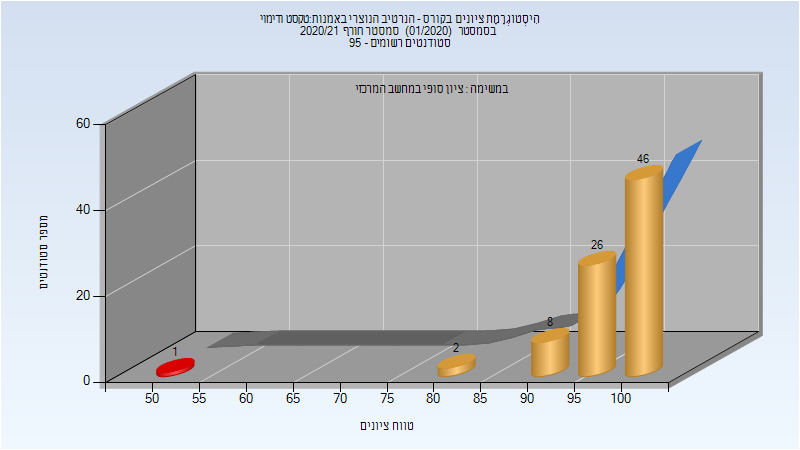 היסטוגרמת ציונים בקורס - הנרטיב הנוצרי באמנות:טקסט ודימוי
בסמסטר (01/2020) סמסטר חורף 2020/21
סטודנטים רשומים - 95
במשימה : ציון סופי במחשב המרכזי
מספר סטודנטים
60
40
20
0
1
2
8
26
46
50 55 60 65 70 75 80 85 90 95 100
טווח ציונים